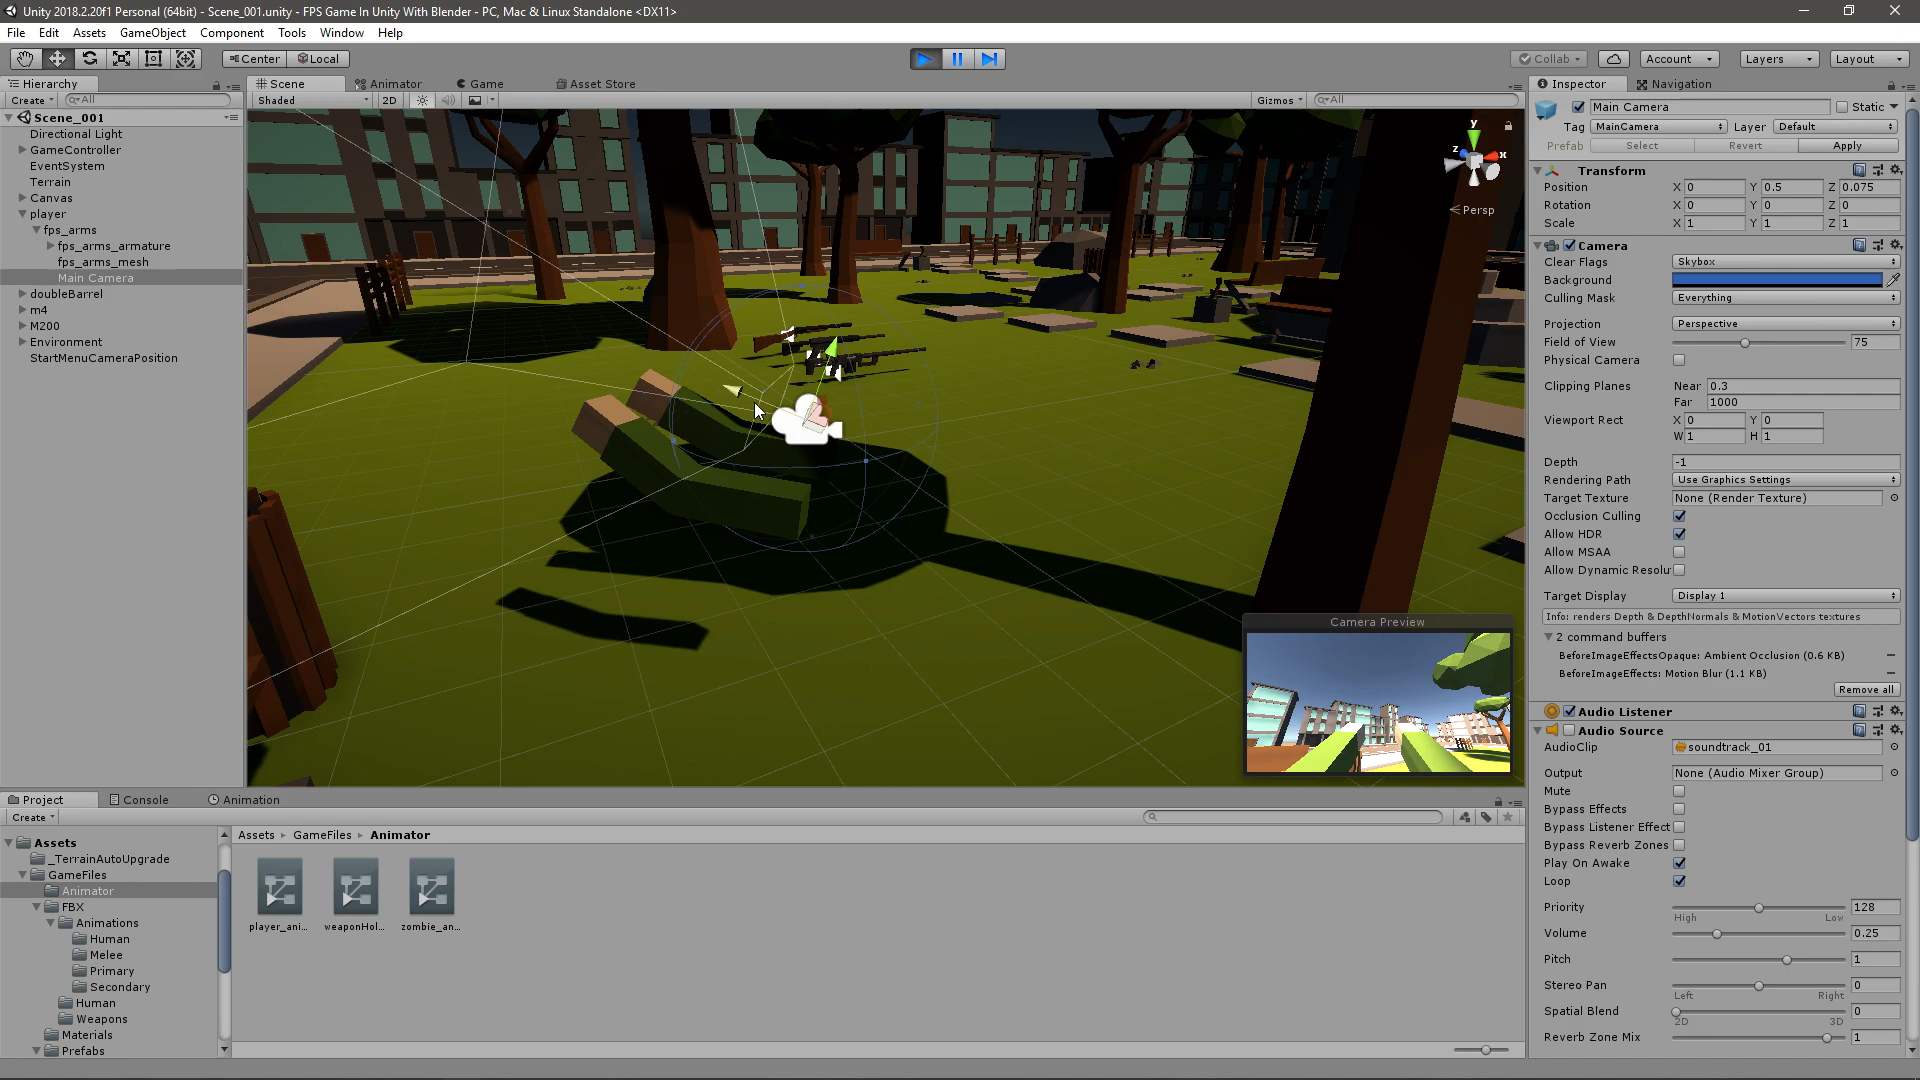 Unity 2018.2.20f1 Personal (64bit) - Scene_001.unity - FPS Game In Unity With Blender - PC, Mac & Linux Standalone <DX11>
File Edit Assets GameObject Component Tools Window Help
Center Local Collab Account Layers Layout
Hierarchy
Create All
Scene_001
Directional Light
GameController
EventSystem
Terrain
Canvas
player
fps_arms
fps_arms_armature
fps_arms_mesh
Main Camera
doubleBarrel
m4
M200
Environment
StartMenuCameraPosition
Scene Animator Game Asset Store
Shaded 2D Gizmos All
y
z x
Persp
Camera Preview
Inspector Navigation
Main Camera Static
Tag MainCamera Layer Default
Prefab Select Revert Apply
Transform
Position X 0 Y 0.5 Z 0.075
Rotation X 0 Y 0 Z 0
Scale X 1 Y 1 Z 1
Camera
Clear Flags Skybox
Background
Culling Mask Everything
Projection Perspective
Field of View 75
Physical Camera
Clipping Planes Near 0.3
Far 1000
Viewport Rect X 0 Y 0
W 1 H 1
Depth -1
Rendering Path Use Graphics Settings
Target Texture None (Render Texture)
Occlusion Culling
Allow HDR
Allow MSAA
Allow Dynamic Resolu
Target Display Display 1
Info: renders Depth & DepthNormals & MotionVectors textures
2 command buffers
BeforeImageEffectsOpaque: Ambient Occlusion (0.6 KB)
BeforeImageEffects: Motion Blur (1.1 KB)
Remove all
Audio Listener
Audio Source
AudioClip soundtrack_01
Output None (Audio Mixer Group)
Mute
Bypass Effects
Bypass Listener Effect
Bypass Reverb Zones
Play On Awake
Loop
Priority 128
High Low
Volume 0.25
Pitch 1
Stereo Pan 0
Left Right
Spatial Blend 0
2D 3D
Reverb Zone Mix 1
Project Console Animation
Create
Assets
_TerrainAutoUpgrade
GameFiles
Animator
FBX
Animations
Human
Melee
Primary
Secondary
Human
Weapons
Materials
Prefabs
Assets GameFiles Animator
player_ani... weaponHol... zombie_an...